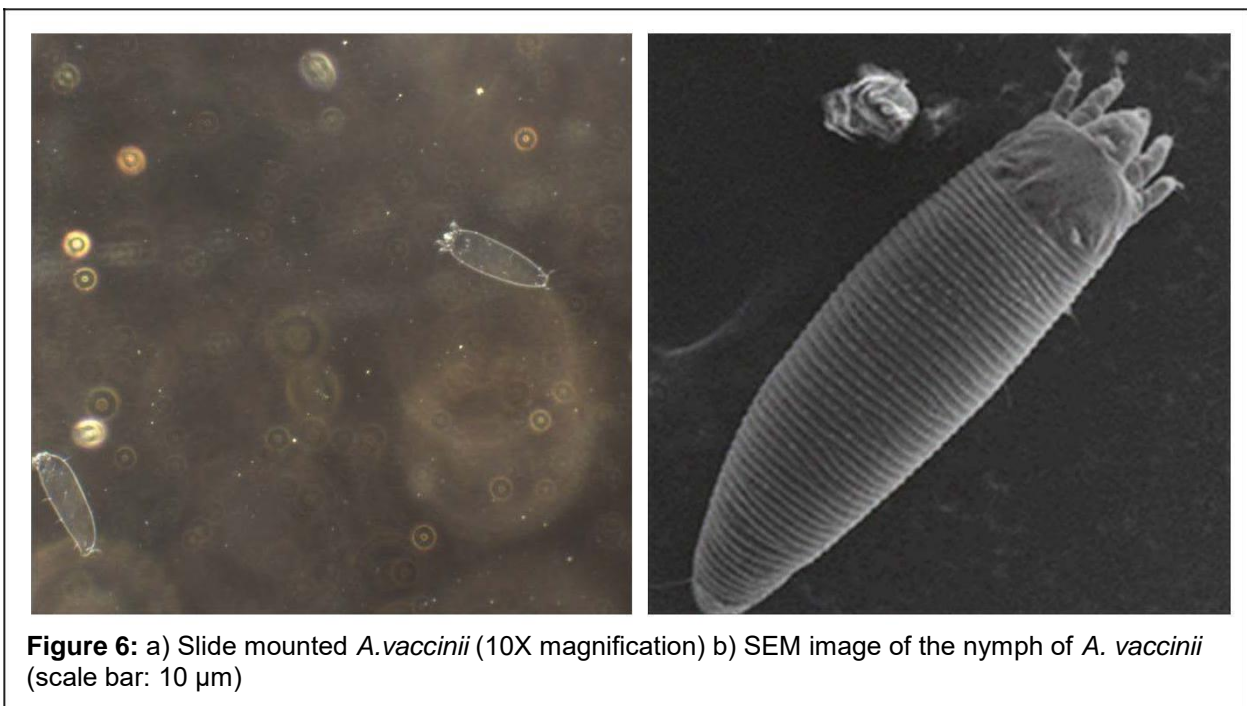 Figure 6: a) Slide mounted A.vaccinii (10X magnification) b) SEM image of the nymph of A. vaccinii
(scale bar: 10 µm)